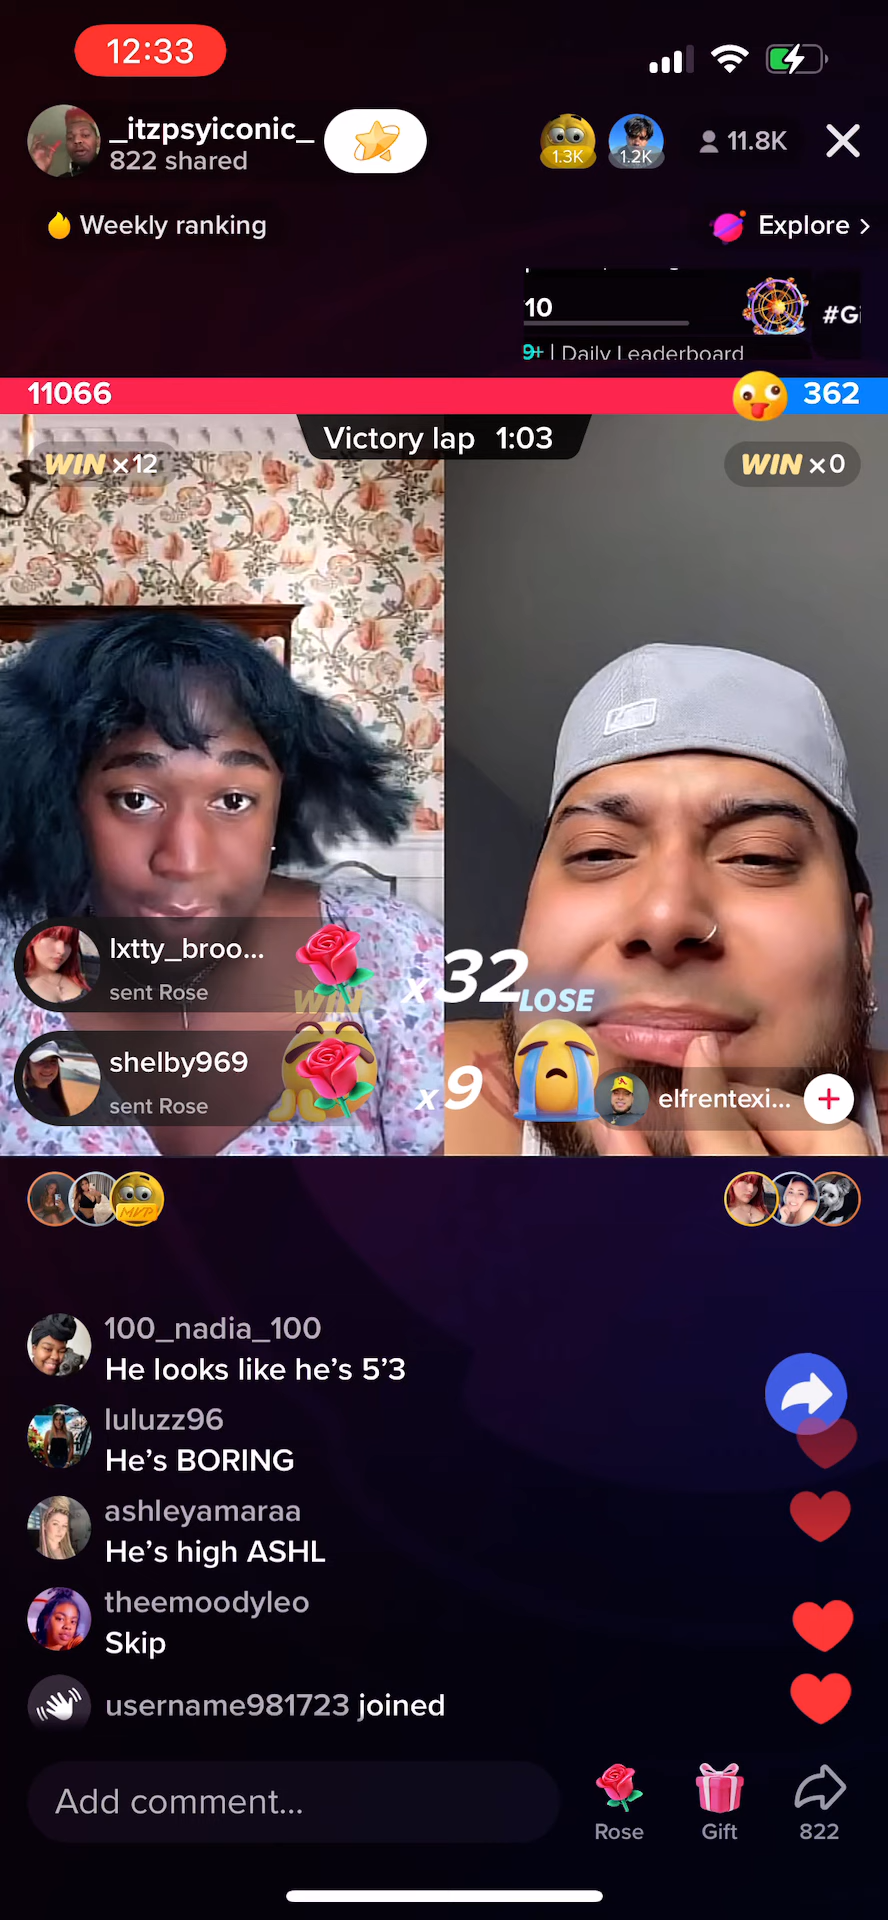 12:33
_itzpsyiconic_
822 shared
1.3K
1.2K
11.8K
Weekly ranking
Explore >
10
#Gi
9+ | Daily Leaderboard
11066
362
Victory lap 1:03
WIN x12
WIN x0
lxtty_broo...
sent Rose
x32
WIN
LOSE
shelby969
sent Rose
x9
elfrentexi...
MVP
100_nadia_100
He looks like he's 5'3
luluzz96
He's BORING
ashleyamaraa
He's high ASHL
theemoodyleo
Skip
username981723 joined
Add comment...
Rose
Gift
822